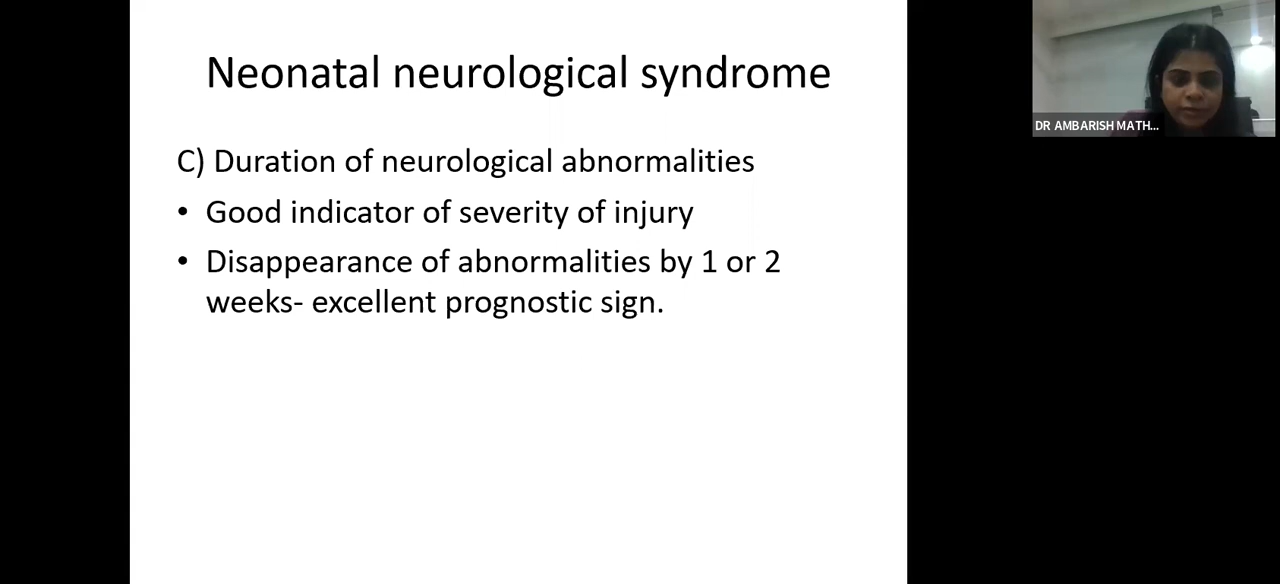 Neonatal neurological syndrome
C) Duration of neurological abnormalities
• Good indicator of severity of injury
• Disappearance of abnormalities by 1 or 2
weeks- excellent prognostic sign.
DR AMBARISH MATH...